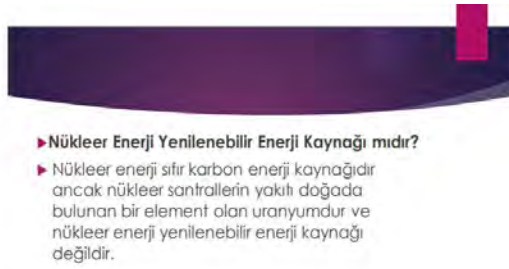 Nükleer Enerji Yenilenebilir Enerji Kaynağı mıdır?
Nükleer enerji sıfır karbon enerji kaynağıdır
ancak nükleer santrallerin yakıtı doğada
bulunan bir element olan uranyumdur ve
nükleer enerji yenilenebilir enerji kaynağı
değildir.